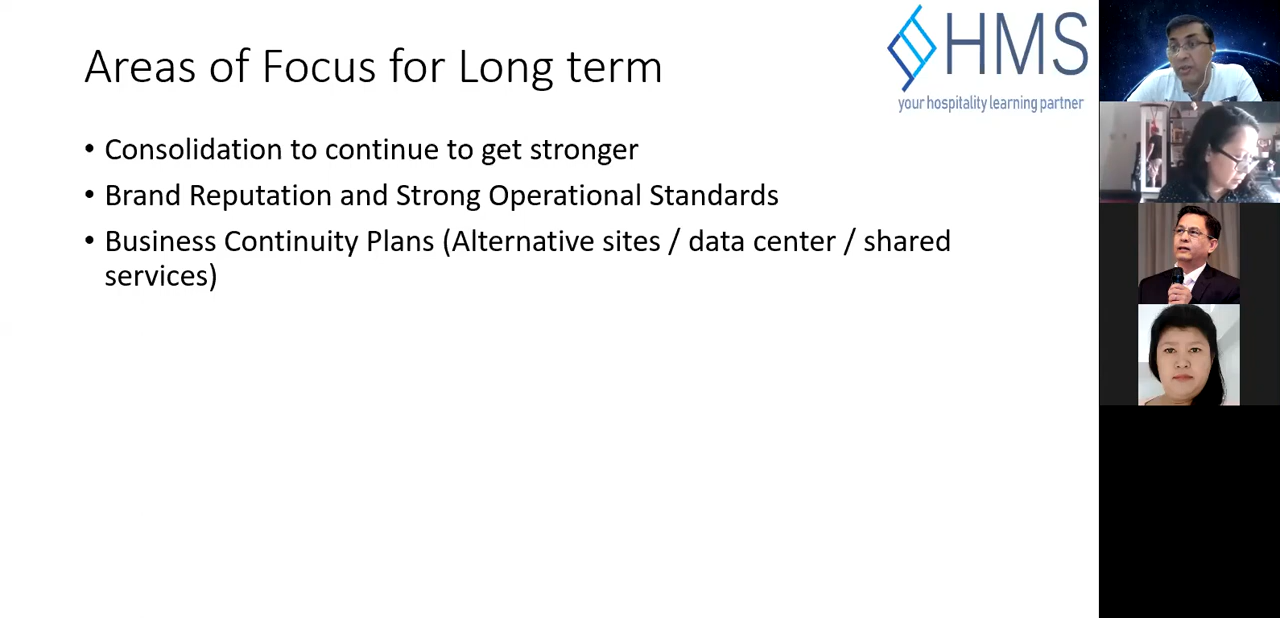 HMS
your hospitality learning partner
Areas of Focus for Long term
• Consolidation to continue to get stronger
• Brand Reputation and Strong Operational Standards
• Business Continuity Plans (Alternative sites / data center / shared
services)